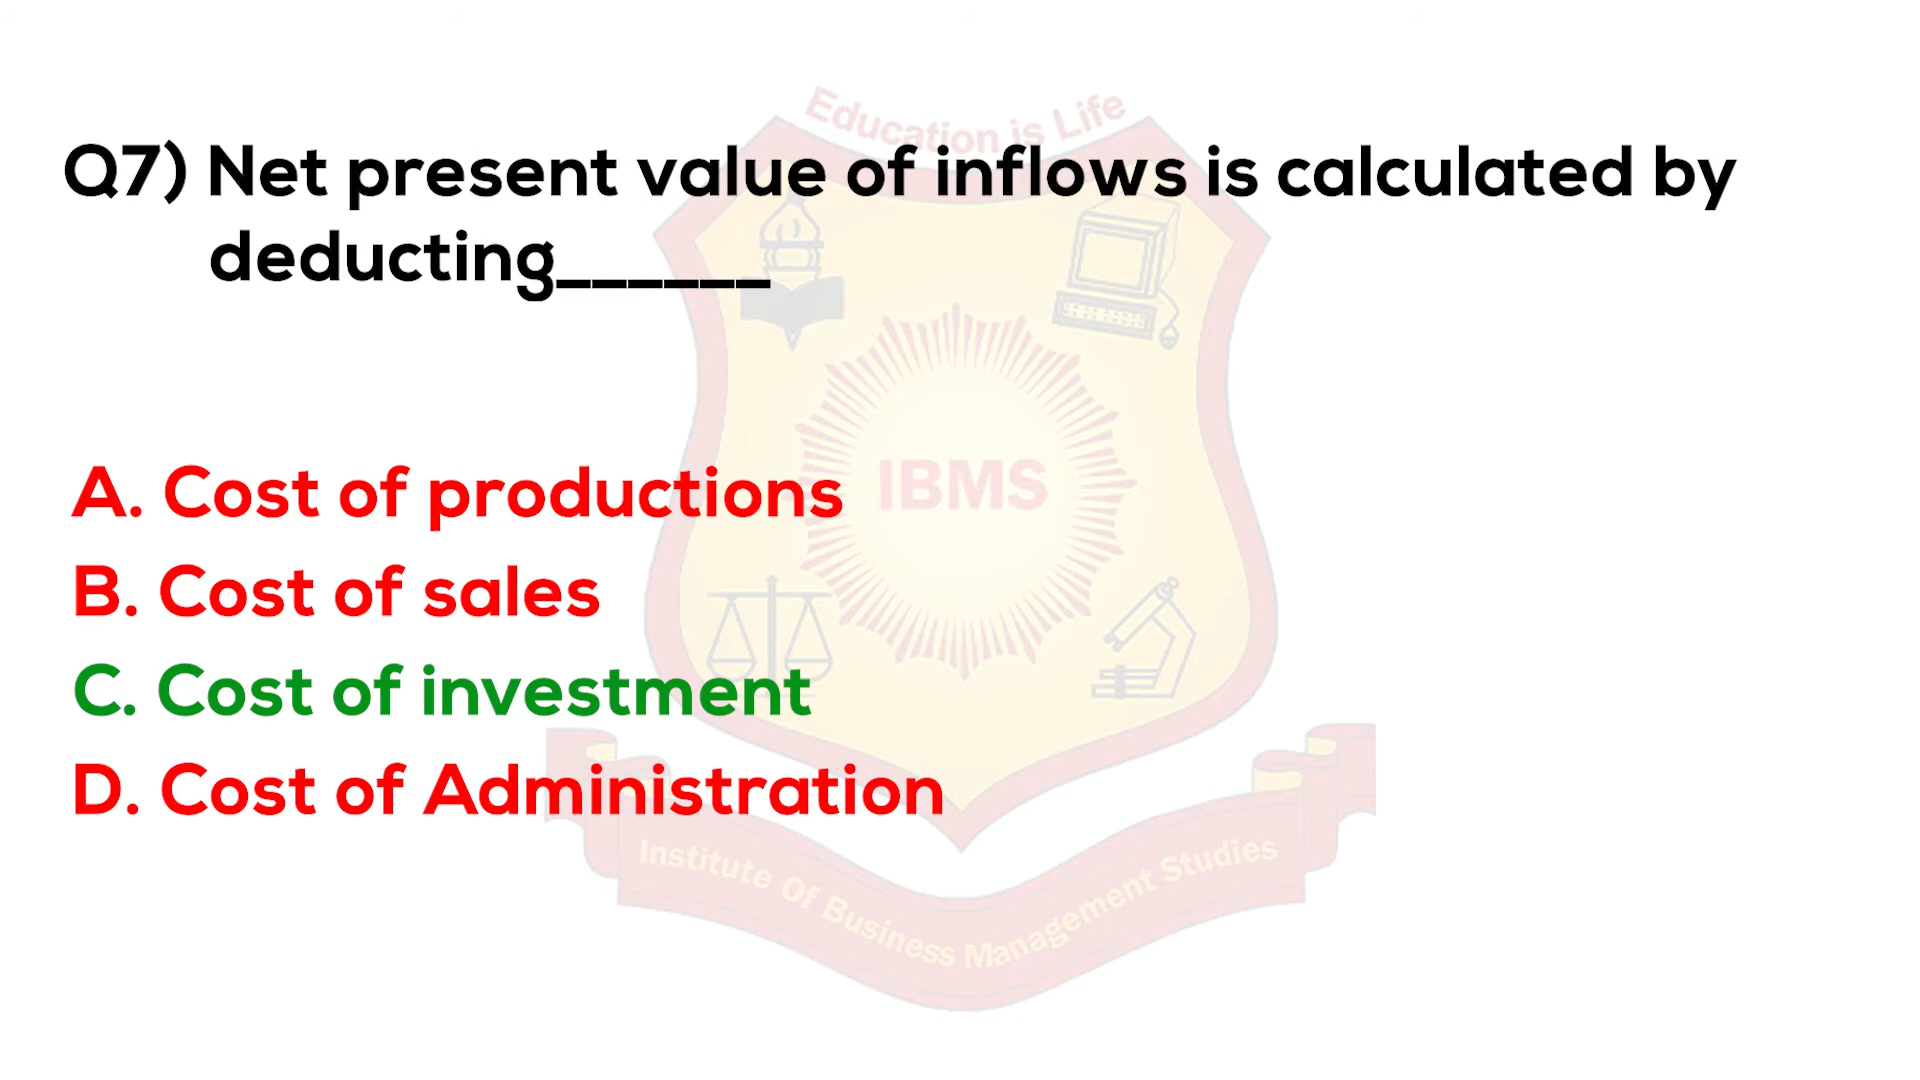 Education is Life
Q7) Net present value of inflows is calculated by
deducting______
IBMS
A. Cost of productions
B. Cost of sales
C. Cost of investment
D. Cost of Administration
Institute Of Business Management Studies